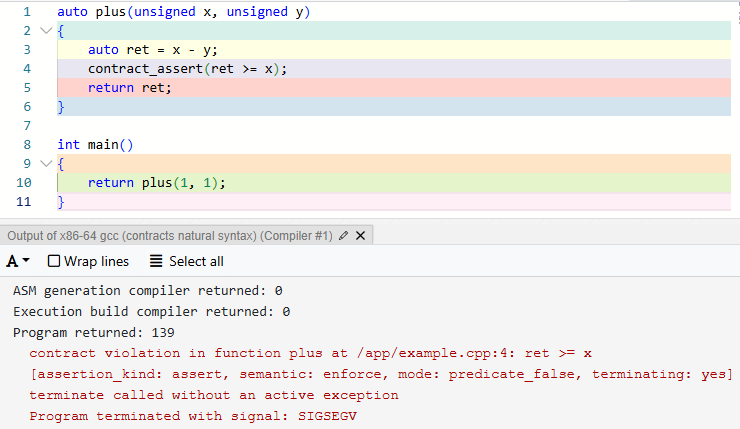 1 auto plus(unsigned x, unsigned y)
2 {
3 auto ret = x - y;
4 contract_assert(ret >= x);
5 return ret;
6 }
7
8 int main()
9 {
10 return plus(1, 1);
11 }
Output of x86-64 gcc (contracts natural syntax) (Compiler #1)
A Wrap lines Select all
ASM generation compiler returned: 0
Execution build compiler returned: 0
Program returned: 139
contract violation in function plus at /app/example.cpp:4: ret >= x
[assertion_kind: assert, semantic: enforce, mode: predicate_false, terminating: yes]
terminate called without an active exception
Program terminated with signal: SIGSEGV